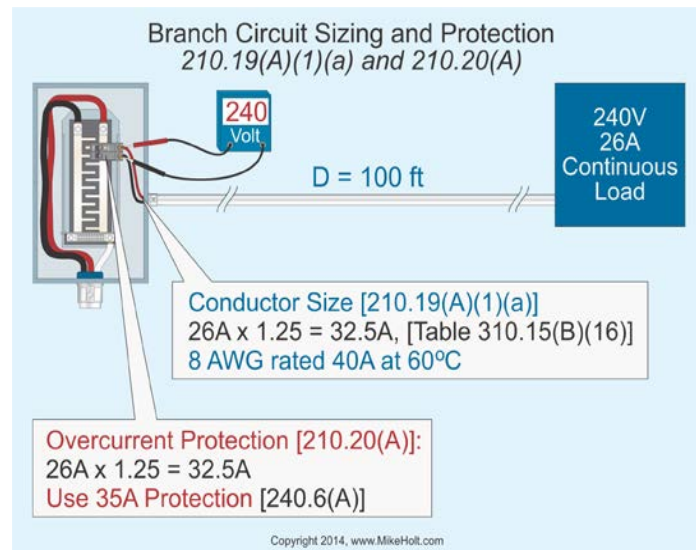 Branch Circuit Sizing and Protection
210.19(A)(1)(a) and 210.20(A)
240
Volt
D = 100 ft
240V
26A
Continuous
Load
Conductor Size [210.19(A)(1)(a)]
26A x 1.25 = 32.5A, [Table 310.15(B)(16)]
8 AWG rated 40A at 60ºC
Overcurrent Protection [210.20(A)]:
26A x 1.25 = 32.5A
Use 35A Protection [240.6(A)]
Copyright 2014, www.MikeHolt.com